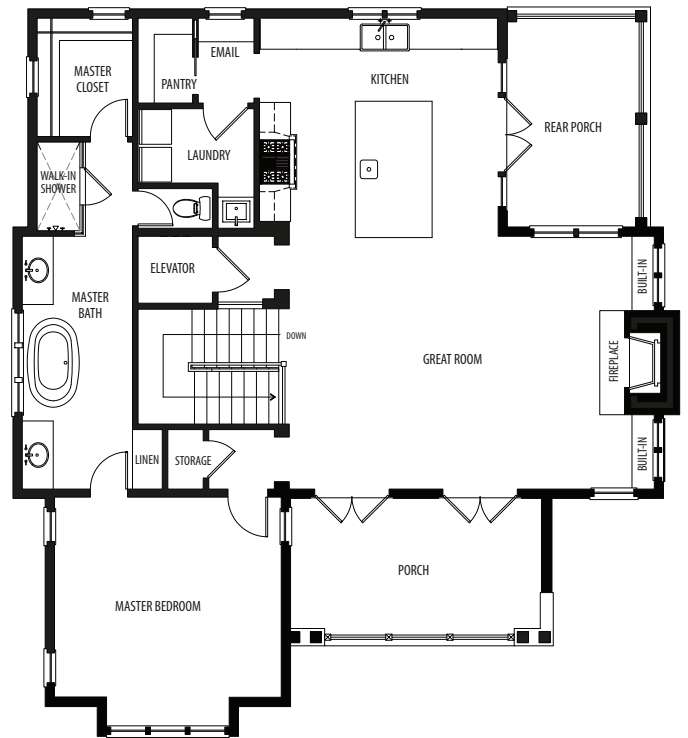 EMAIL
MASTER
CLOSET
PANTRY
KITCHEN
REAR PORCH
LAUNDRY
WALK-IN
SHOWER
ELEVATOR
BUILT-IN
MASTER
BATH
DOWN
FIREPLACE
GREAT ROOM
LINEN
STORAGE
BUILT-IN
PORCH
MASTER BEDROOM